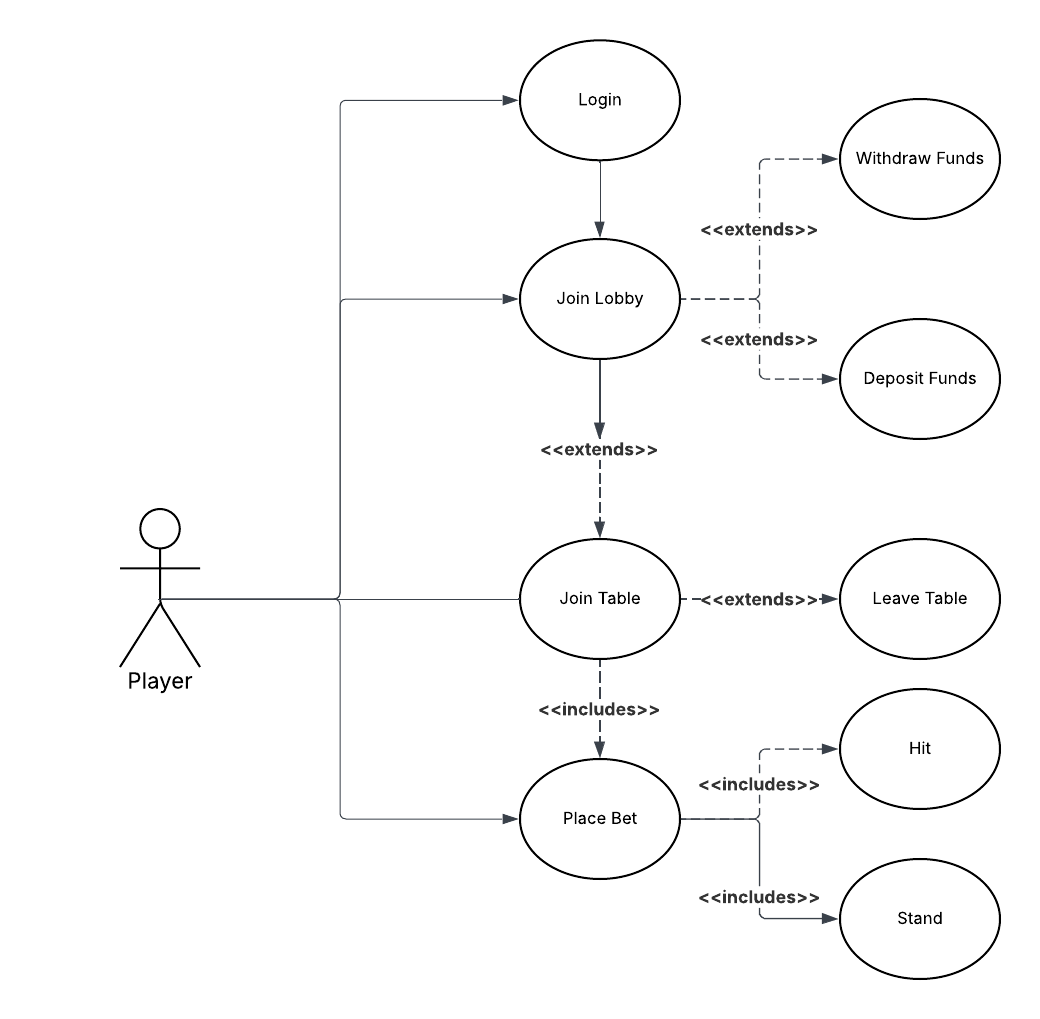 Login
Withdraw Funds
<<extends>>
Join Lobby
<<extends>>
Deposit Funds
<<extends>>
Player
Join Table
<<extends>>
Leave Table
<<includes>>
Hit
<<includes>>
Place Bet
<<includes>>
Stand